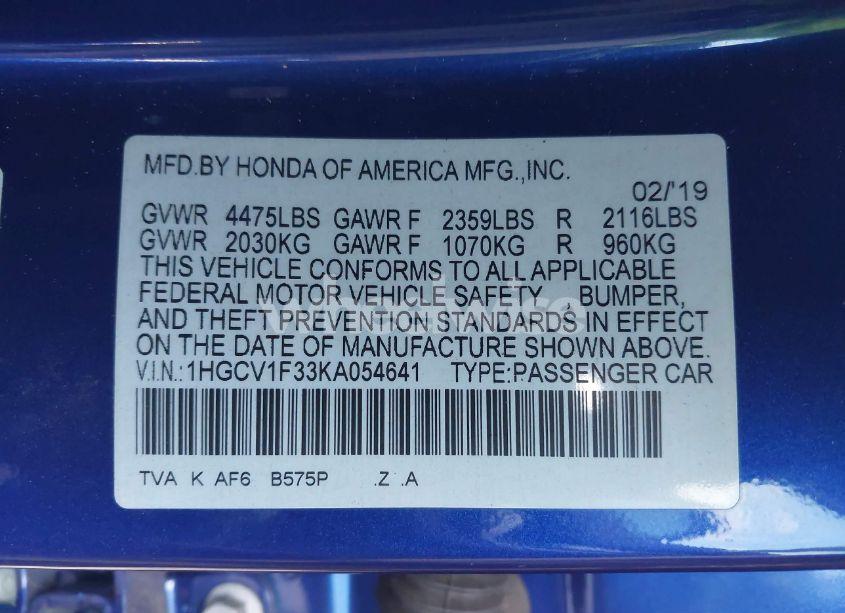 MFD.BY HONDA OF AMERICA MFG.,INC.
02/'19
GVWR 4475LBS GAWR F 2359LBS R 2116LBS
GVWR 2030KG GAWR F 1070KG R 960KG
THIS VEHICLE CONFORMS TO ALL APPLICABLE
FEDERAL MOTOR VEHICLE SAFETY , BUMPER,
AND THEFT PREVENTION STANDARDS IN EFFECT
ON THE DATE OF MANUFACTURE SHOWN ABOVE.
V.I.N.:1HGCV1F33KA054641 TYPE:PASSENGER CAR
TVA K AF6 B575P .Z .A